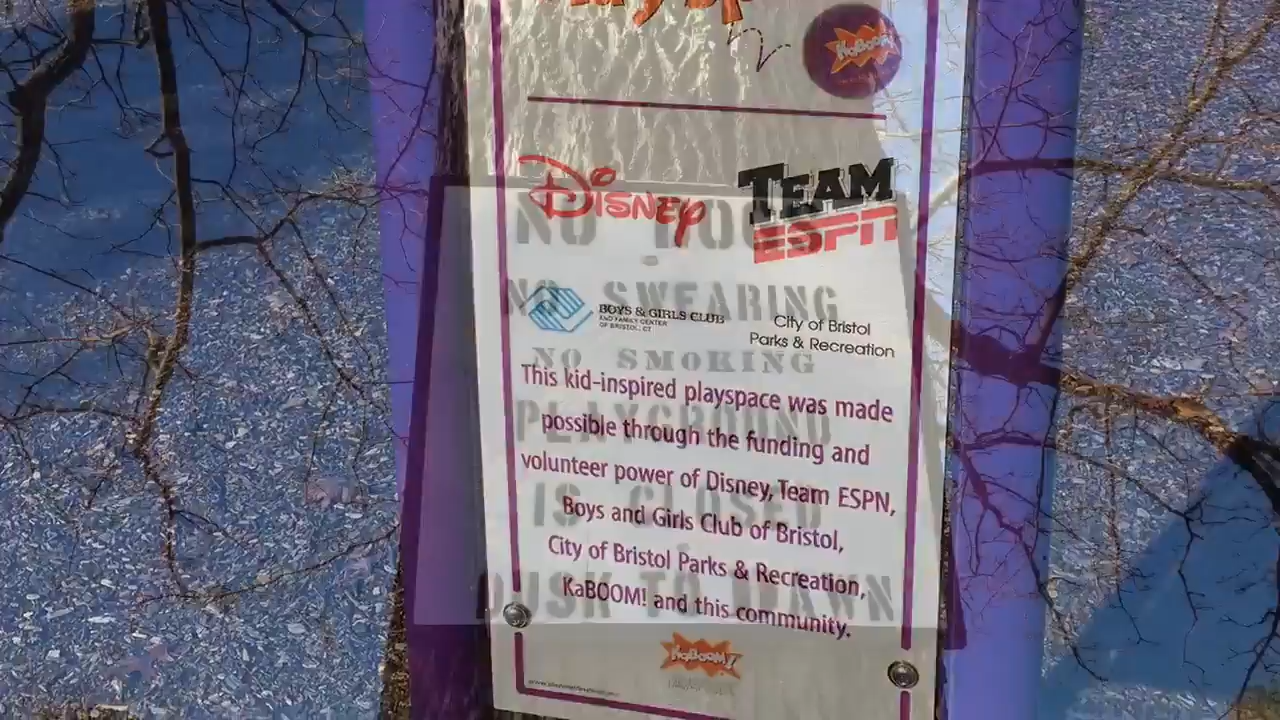 KaBOOM!
DISNEY
TEAM
ESPN
NO DOGS
NO SWEARING
BOYS & GIRLS CLUB
AND FAMILY CENTER
OF BRISTOL, CT
City of Bristol
Parks & Recreation
NO SMOKING
This kid-inspired playspace was made
possible through the funding and
volunteer power of Disney, Team ESPN,
Boys and Girls Club of Bristol,
City of Bristol Parks & Recreation,
KaBOOM! and this community.
PLAYGROUND
IS CLOSED
DUSK TO DAWN
KaBOOM!